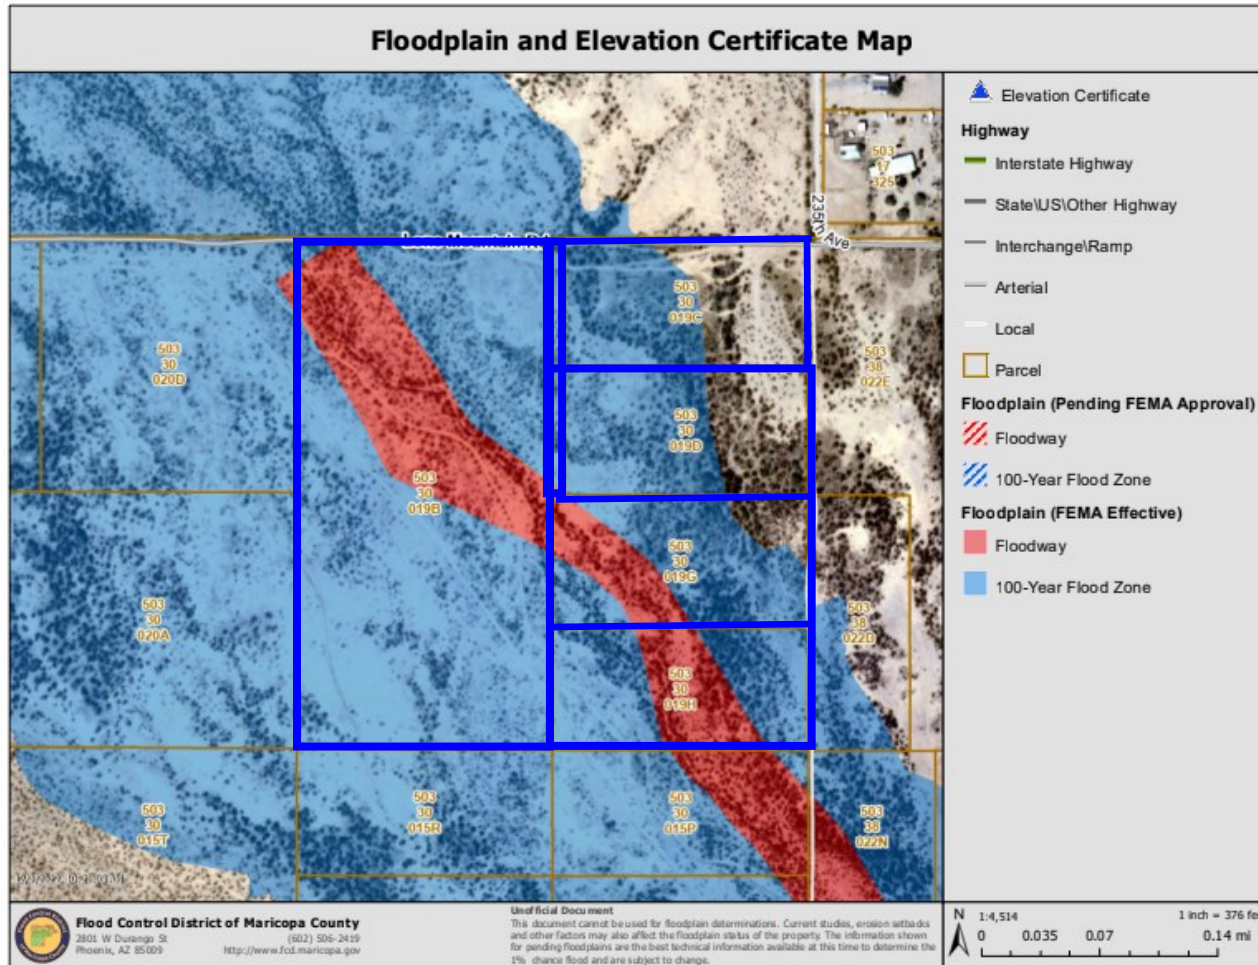 Floodplain and Elevation Certificate Map
Elevation Certificate
Highway
Interstate Highway
State\US\Other Highway
Interchange\Ramp
Arterial
Local
Parcel
Floodplain (Pending FEMA Approval)
Floodway
100-Year Flood Zone
Floodplain (FEMA Effective)
Floodway
100-Year Flood Zone
503
17
325
235th Ave
Lone Mountain Rd
503
30
019C
503
30
020D
503
38
022E
503
30
019D
503
30
019B
503
30
019G
503
30
020A
503
38
022D
503
30
019H
503
30
015T
503
30
015R
503
30
015P
503
38
022N
Flood Control District of Maricopa County
2801 W Durango St
(602) 506-2419
Phoenix, AZ 85009
http://www.fcd.maricopa.gov
Unofficial Document
This document cannot be used for floodplain determinations. Current studies, erosion setbacks
and other factors may also affect the floodplain status of the property. The information shown
for pending floodplains are the best technical information available at this time to determine the
1% chance flood and are subject to change.
N
1:4,514
1 inch = 376 fe
0
0.035
0.07
0.14 mi